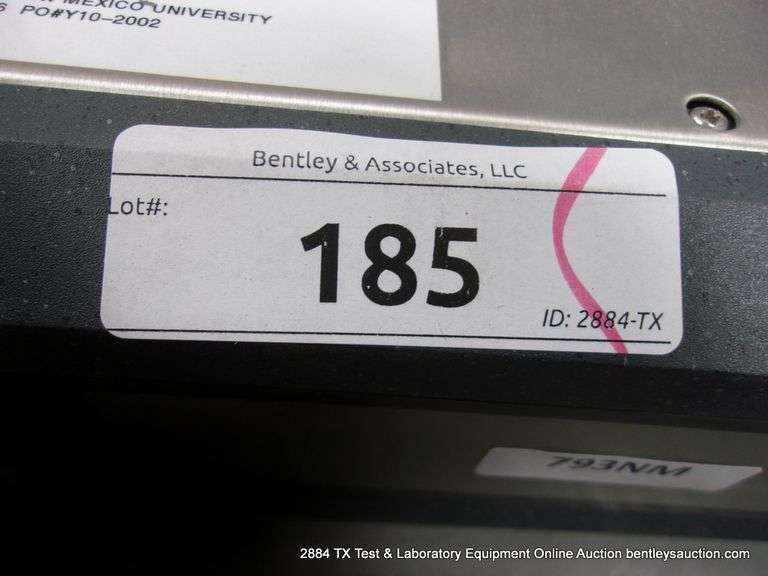 MEXICO UNIVERSITY
PO#Y10-2002
Bentley & Associates, LLC
Lot#:
185
ID: 2884-TX
793NM
2884 TX Test & Laboratory Equipment Online Auction bentleysauction.com